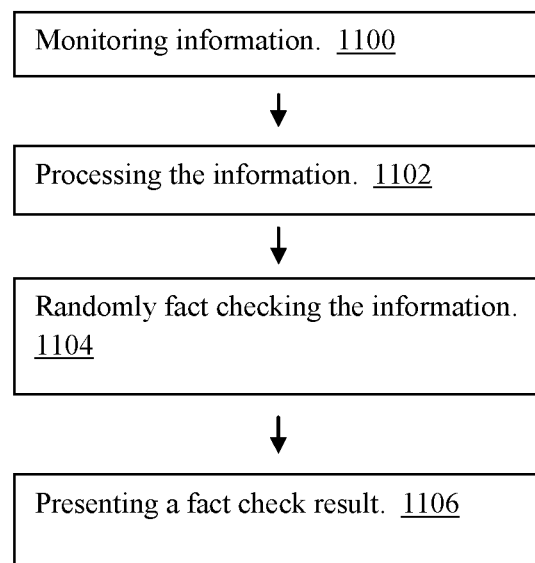 Monitoring information. 1100
Processing the information. 1102
Randomly fact checking the information.
1104
Presenting a fact check result. 1106